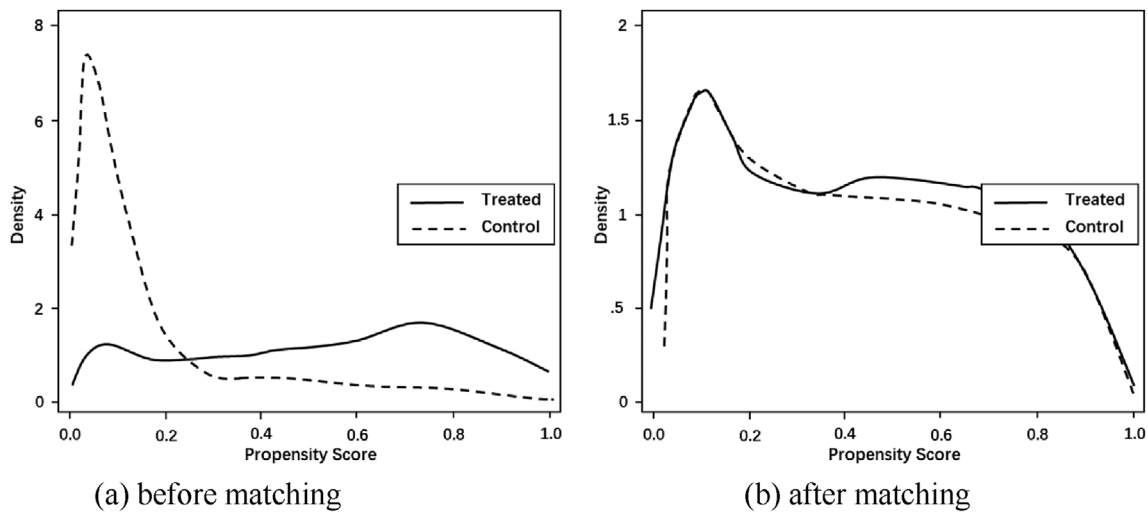 8
6
4
2
0
Density
Treated
Control
0.0 0.2 0.4 0.6 0.8 1.0
Propensity Score
(a) before matching
2
1.5
1
.5
0
Density
Treated
Control
0.0 0.2 0.4 0.6 0.8 1.0
Propensity Score
(b) after matching